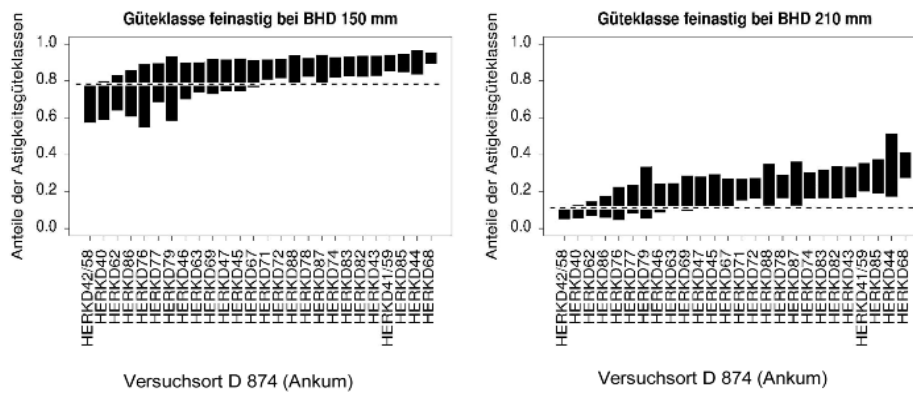 Güteklasse feinastig bei BHD 150 mm
Anteile der Astigkeitsgüteklassen
1.0
0.8
0.6
0.4
0.2
0.0
HERKD42/58
HERKD40
HERKD62
HERKD86
HERKD76
HERKD77
HERKD79
HERKD46
HERKD63
HERKD69
HERKD47
HERKD45
HERKD67
HERKD71
HERKD72
HERKD88
HERKD78
HERKD87
HERKD74
HERKD83
HERKD82
HERKD43
HERKD41/59
HERKD85
HERKD44
HERKD68
Versuchsort D 874 (Ankum)
Güteklasse feinastig bei BHD 210 mm
Anteile der Astigkeitsgüteklassen
1.0
0.8
0.6
0.4
0.2
0.0
HERKD42/58
HERKD40
HERKD62
HERKD86
HERKD76
HERKD77
HERKD79
HERKD46
HERKD63
HERKD69
HERKD47
HERKD45
HERKD67
HERKD71
HERKD72
HERKD88
HERKD78
HERKD87
HERKD74
HERKD83
HERKD82
HERKD43
HERKD41/59
HERKD85
HERKD44
HERKD68
Versuchsort D 874 (Ankum)